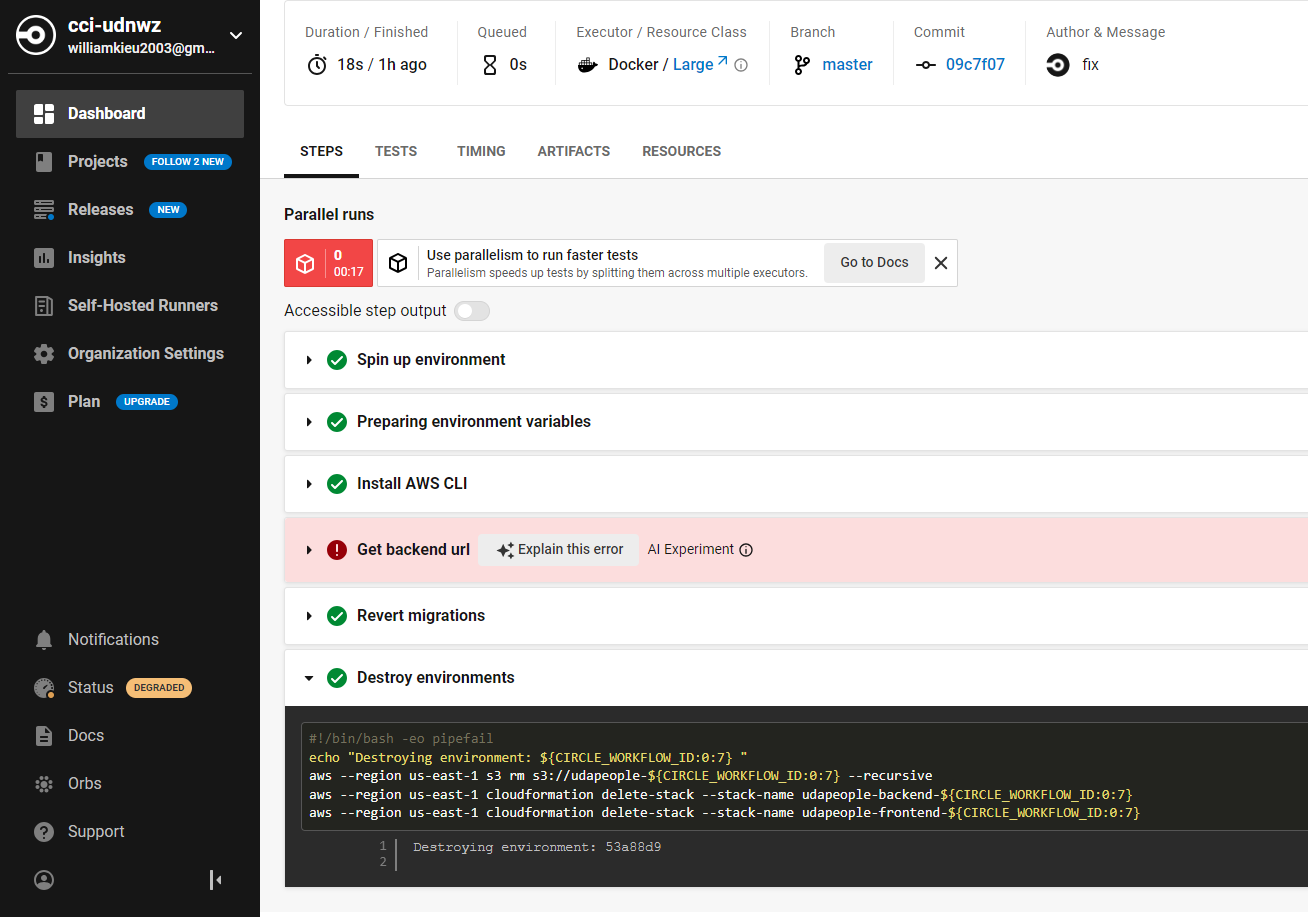 cci-udnwz
williamkieu2003@gm...
Dashboard
Projects FOLLOW 2 NEW
Releases NEW
Insights
Self-Hosted Runners
Organization Settings
Plan UPGRADE
Notifications
Status DEGRADED
Docs
Orbs
Support
Duration / Finished
18s / 1h ago
Queued
0s
Executor / Resource Class
Docker / Large
Branch
master
Commit
09c7f07
Author & Message
fix
STEPS TESTS TIMING ARTIFACTS RESOURCES
Parallel runs
0
00:17
Use parallelism to run faster tests
Parallelism speeds up tests by splitting them across multiple executors.
Go to Docs
Accessible step output
Spin up environment
Preparing environment variables
Install AWS CLI
Get backend url Explain this error AI Experiment
Revert migrations
Destroy environments
#!/bin/bash -eo pipefail
echo "Destroying environment: ${CIRCLE_WORKFLOW_ID:0:7} "
aws --region us-east-1 s3 rm s3://udapeople-${CIRCLE_WORKFLOW_ID:0:7} --recursive
aws --region us-east-1 cloudformation delete-stack --stack-name udapeople-backend-${CIRCLE_WORKFLOW_ID:0:7}
aws --region us-east-1 cloudformation delete-stack --stack-name udapeople-frontend-${CIRCLE_WORKFLOW_ID:0:7}
1 Destroying environment: 53a88d9
2